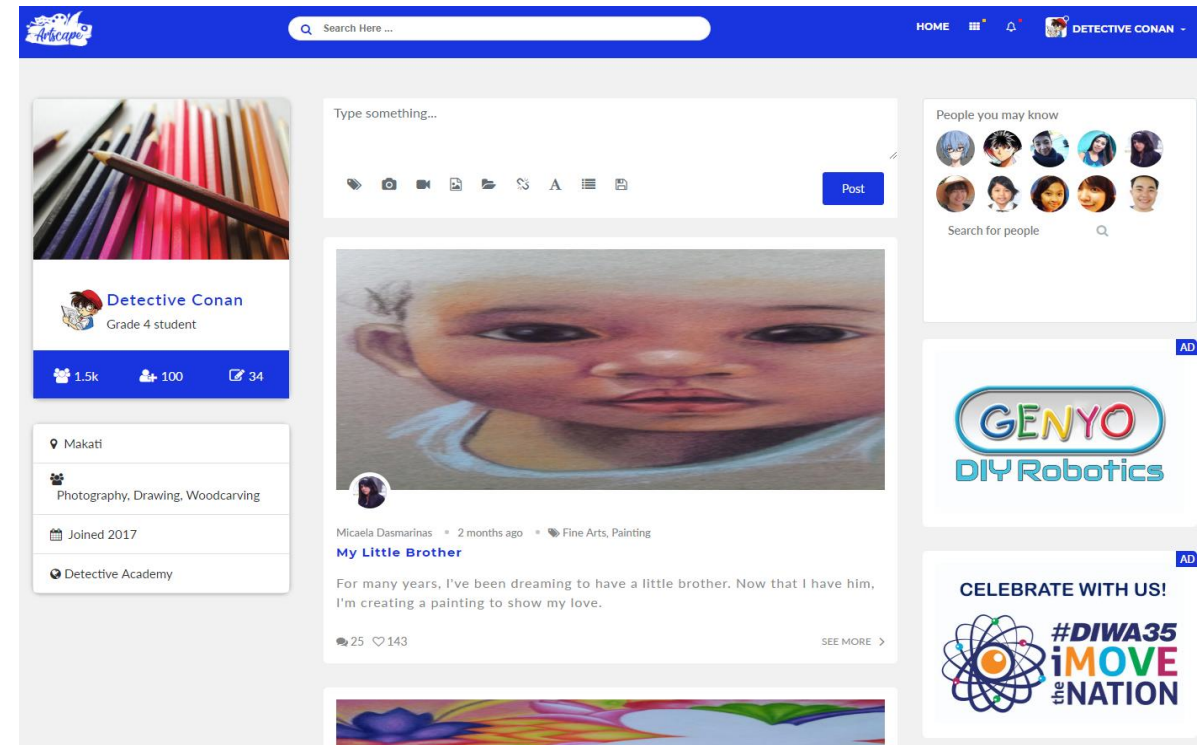 Artscape
Search Here ...
HOME
DETECTIVE CONAN
Detective Conan
Grade 4 student
1.5k
100
34
Makati
Photography, Drawing, Woodcarving
Joined 2017
Detective Academy
Type something...
Post
Micaela Dasmarinas • 2 months ago • Fine Arts, Painting
My Little Brother
For many years, I've been dreaming to have a little brother. Now that I have him,
I'm creating a painting to show my love.
25 143
SEE MORE
People you may know
Search for people
AD
GENYO
DIY Robotics
AD
CELEBRATE WITH US!
#DIWA35
iMOVE
the NATION